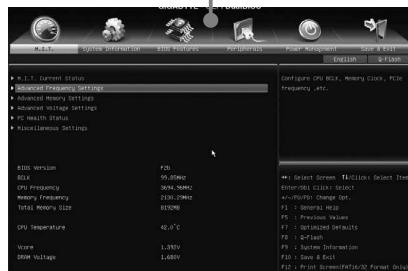 M.I.T. System Information BIOS Features Peripherals Power Management Save & Exit
English Q-Flash
M.I.T. Current Status
Advanced Frequency Settings
Advanced Memory Settings
Advanced Voltage Settings
PC Health Status
Miscellaneous Settings
Configure CPU BCLK, Memory Clock, PCIe
frequency ,etc.
BIOS Version F2b
BCLK 99.85MHz
CPU Frequency 3694.96MHz
Memory Frequency 2130.29MHz
Total Memory Size 8192MB
CPU Temperature 42.0°C
Vcore 1.392V
DRAM Voltage 1.680V
↔: Select Screen ↑↓/Click: Select Item
Enter/Dbl Click: Select
+/-/PU/PD: Change Opt.
F1 : General Help
F5 : Previous Values
F7 : Optimized Defaults
F8 : Q-Flash
F9 : System Information
F10 : Save & Exit
F12 : Print Screen(FAT16/32 Format Only)